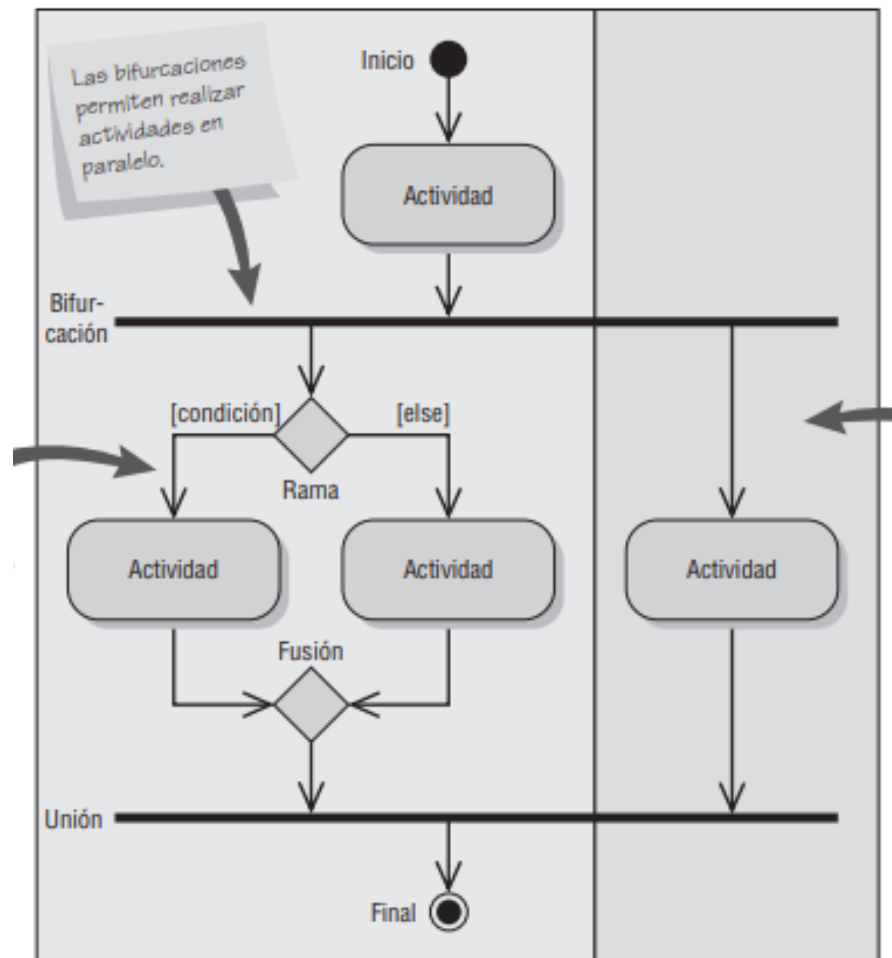 Las bifurcaciones
permiten realizar
actividades en
paralelo.
Inicio
Actividad
Bifur-
cación
[condición]
[else]
Rama
Actividad
Actividad
Actividad
Fusión
Unión
Final